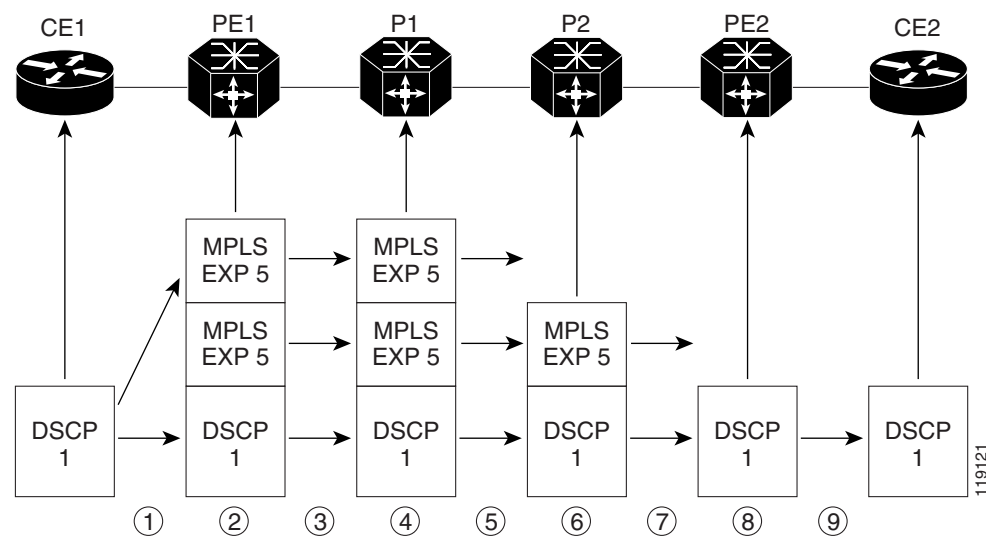 CE1 PE1 P1 P2 PE2 CE2
MPLS
EXP 5
MPLS
EXP 5
MPLS
EXP 5
MPLS
EXP 5
MPLS
EXP 5
DSCP
1
DSCP
1
DSCP
1
DSCP
1
DSCP
1
DSCP
1
1 2 3 4 5 6 7 8 9
119121